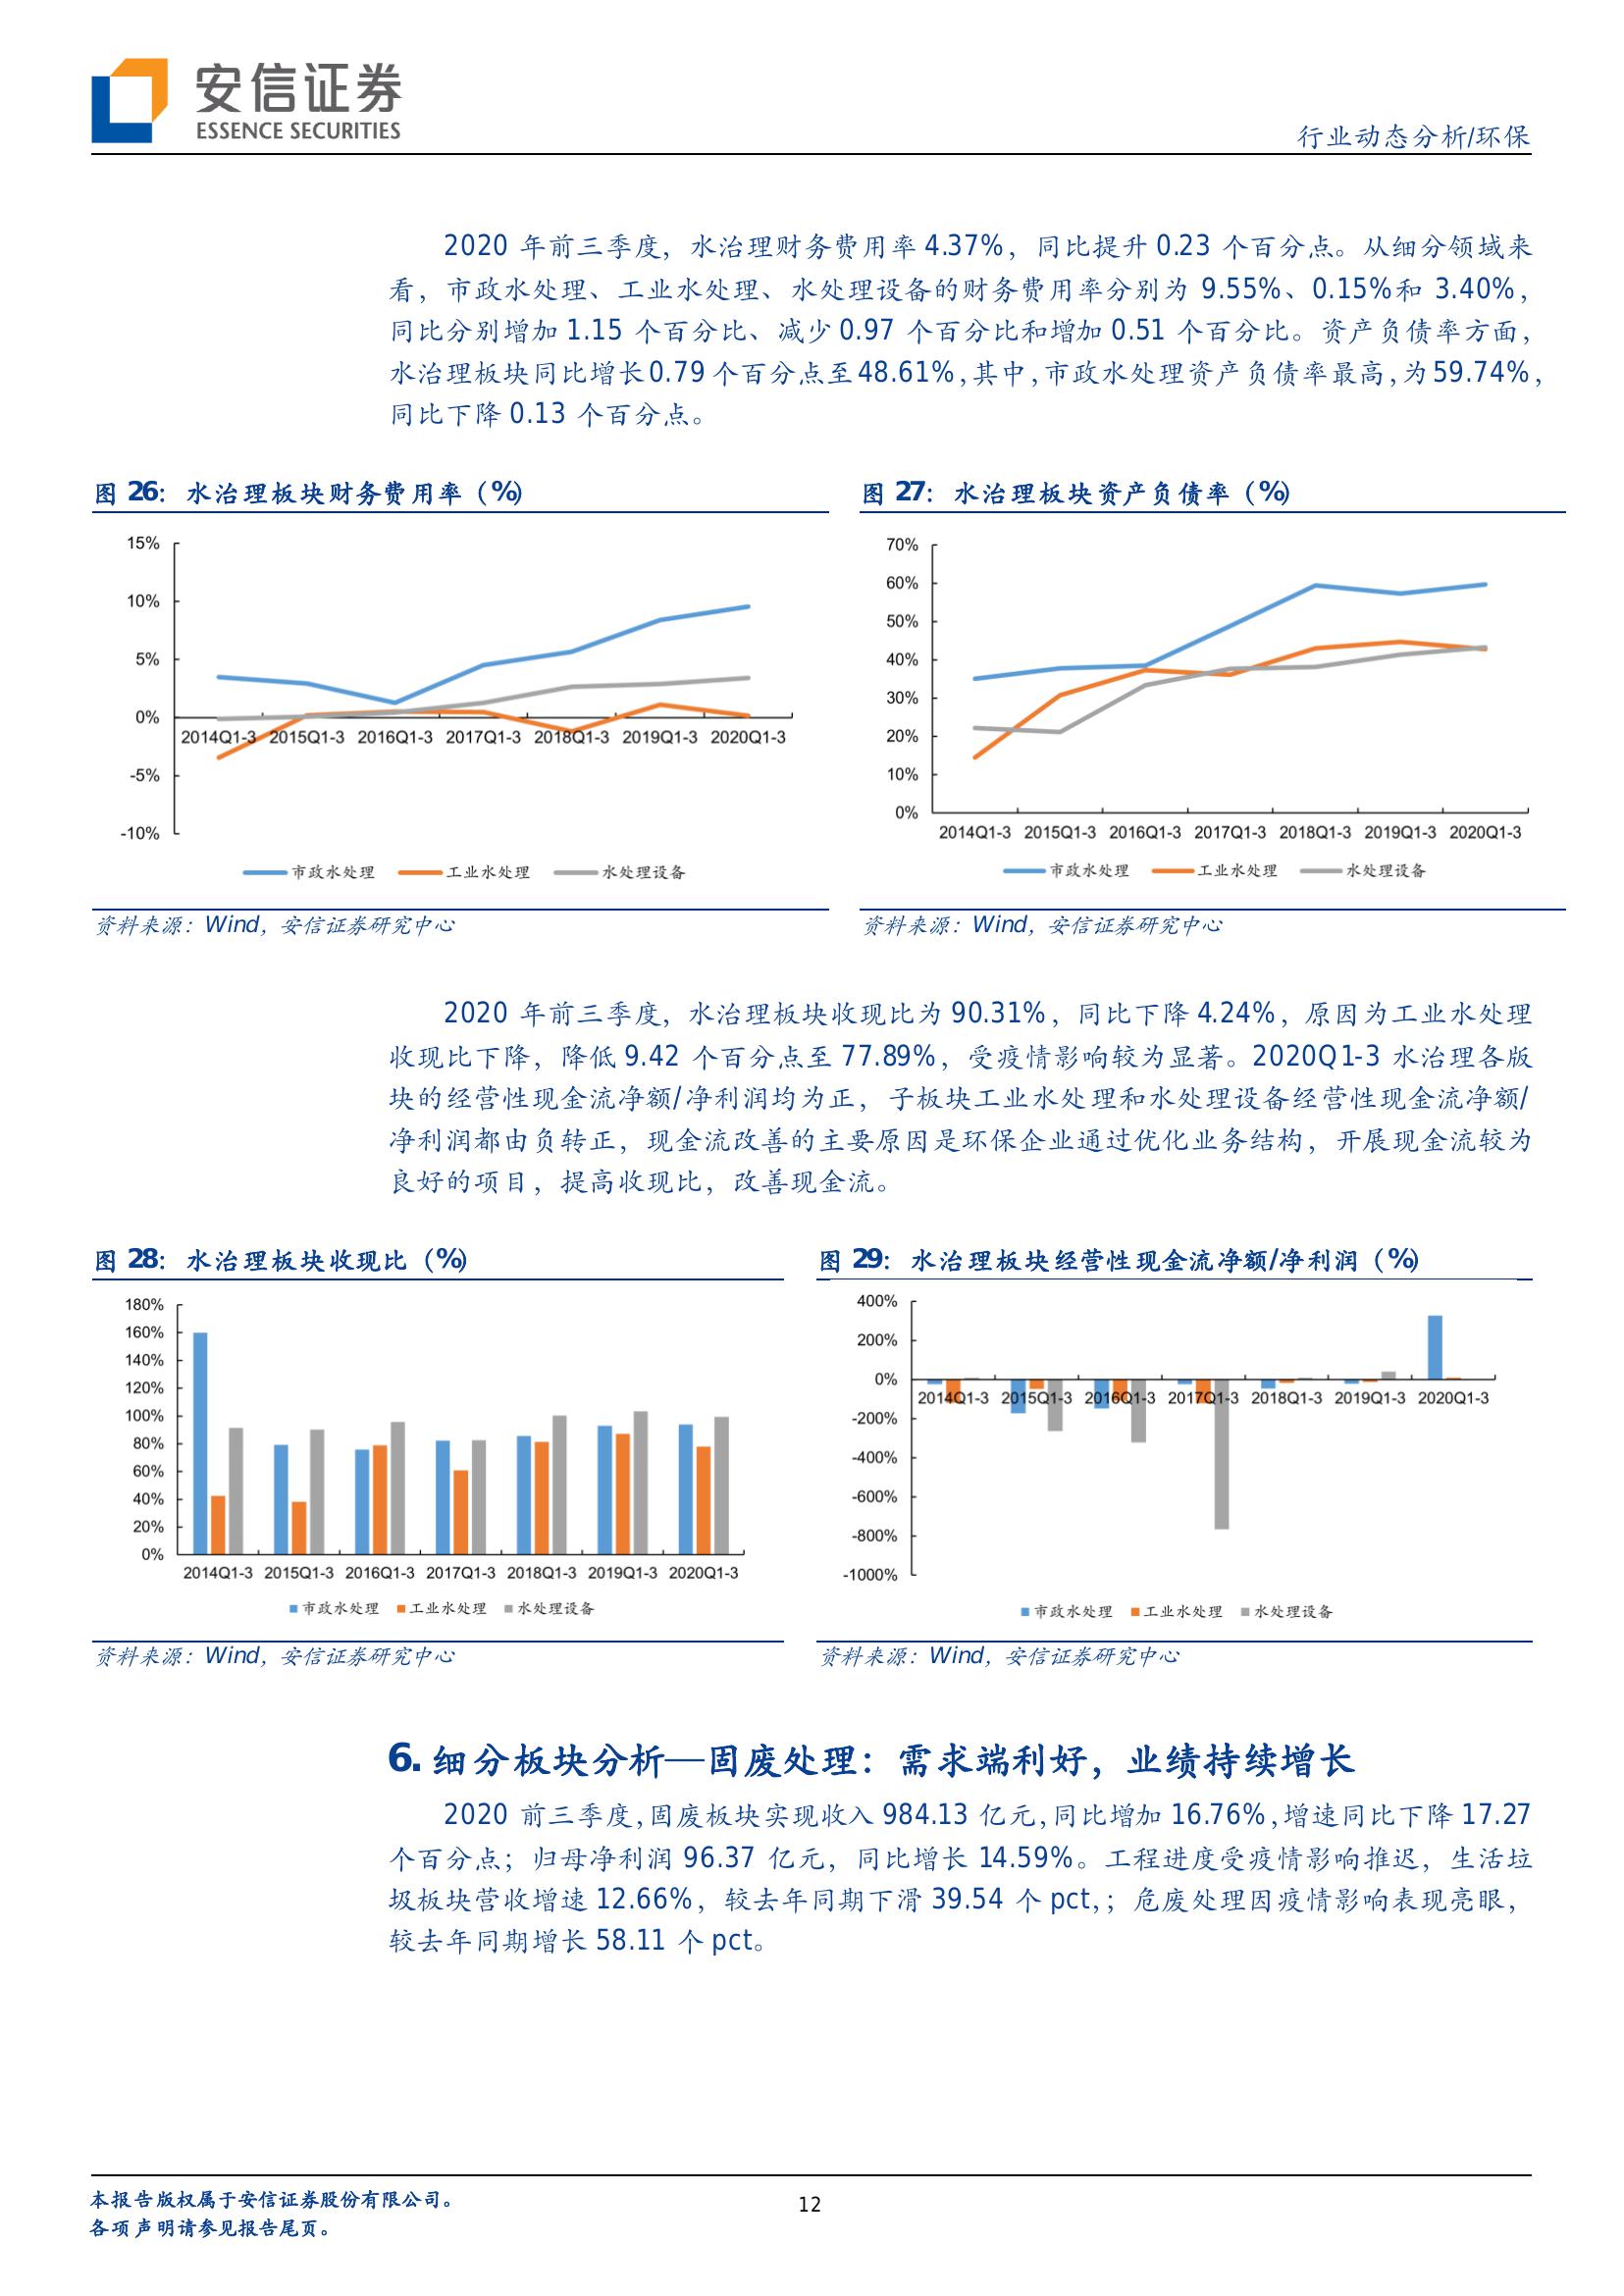 安信证券
ESSENCE SECURITIES
行业动态分析/环保
2020 年前三季度，水治理财务费用率 4.37%，同比提升 0.23 个百分点。从细分领域来
看，市政水处理、工业水处理、水处理设备的财务费用率分别为 9.55%、0.15%和 3.40%，
同比分别增加 1.15 个百分比、减少 0.97 个百分比和增加 0.51 个百分比。资产负债率方面，
水治理板块同比增长 0.79 个百分点至 48.61%，其中，市政水处理资产负债率最高，为 59.74%，
同比下降 0.13 个百分点。
图 26：水治理板块财务费用率（%）
15%
10%
5%
0%
-5%
-10%
2014Q1-3 2015Q1-3 2016Q1-3 2017Q1-3 2018Q1-3 2019Q1-3 2020Q1-3
市政水处理 工业水处理 水处理设备
资料来源：Wind，安信证券研究中心
图 27：水治理板块资产负债率（%）
70%
60%
50%
40%
30%
20%
10%
0%
2014Q1-3 2015Q1-3 2016Q1-3 2017Q1-3 2018Q1-3 2019Q1-3 2020Q1-3
市政水处理 工业水处理 水处理设备
资料来源：Wind，安信证券研究中心
2020 年前三季度，水治理板块收现比为 90.31%，同比下降 4.24%，原因为工业水处理
收现比下降，降低 9.42 个百分点至 77.89%，受疫情影响较为显著。2020Q1-3 水治理各版
块的经营性现金流净额/净利润均为正，子板块工业水处理和水处理设备经营性现金流净额/
净利润都由负转正，现金流改善的主要原因是环保企业通过优化业务结构，开展现金流较为
良好的项目，提高收现比，改善现金流。
图 28：水治理板块收现比（%）
180%
160%
140%
120%
100%
80%
60%
40%
20%
0%
2014Q1-3 2015Q1-3 2016Q1-3 2017Q1-3 2018Q1-3 2019Q1-3 2020Q1-3
市政水处理 工业水处理 水处理设备
资料来源：Wind，安信证券研究中心
图 29：水治理板块经营性现金流净额/净利润（%）
400%
200%
0%
-200%
-400%
-600%
-800%
-1000%
2014Q1-3 2015Q1-3 2016Q1-3 2017Q1-3 2018Q1-3 2019Q1-3 2020Q1-3
市政水处理 工业水处理 水处理设备
资料来源：Wind，安信证券研究中心
6. 细分板块分析—固废处理：需求端利好，业绩持续增长
2020 前三季度，固废板块实现收入 984.13 亿元，同比增加 16.76%，增速同比下降 17.27
个百分点；归母净利润 96.37 亿元，同比增长 14.59%。工程进度受疫情影响推迟，生活垃
圾板块营收增速 12.66%，较去年同期下滑 39.54 个 pct，；危废处理因疫情影响表现亮眼，
较去年同期增长 58.11 个 pct。
本报告版权属于安信证券股份有限公司。
各项声明请参见报告尾页。
12